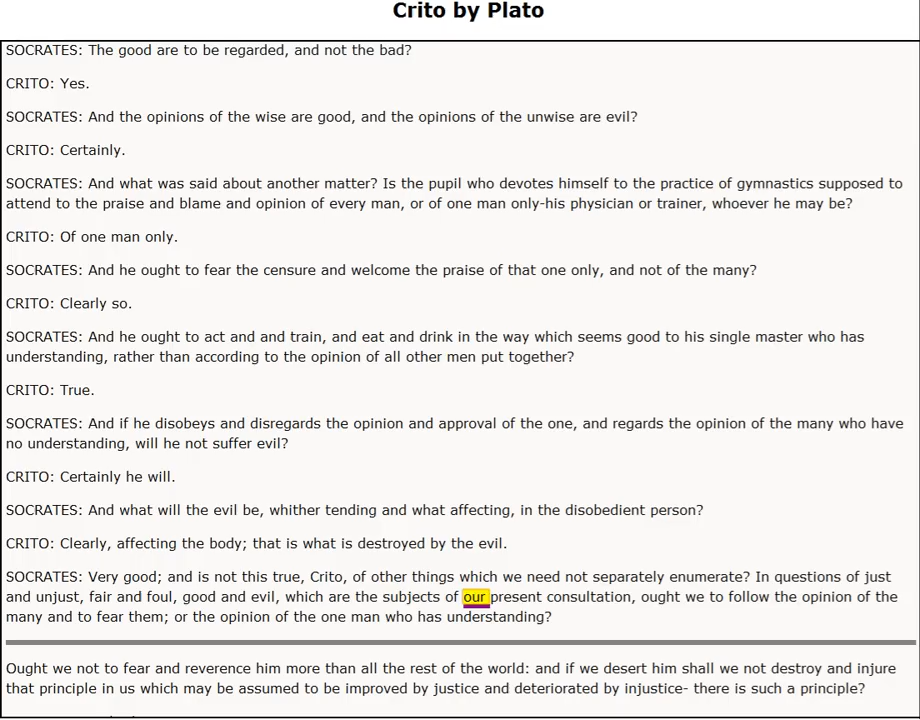 Crito by Plato
SOCRATES: The good are to be regarded, and not the bad?
CRITO: Yes.
SOCRATES: And the opinions of the wise are good, and the opinions of the unwise are evil?
CRITO: Certainly.
SOCRATES: And what was said about another matter? Is the pupil who devotes himself to the practice of gymnastics supposed to
attend to the praise and blame and opinion of every man, or of one man only-his physician or trainer, whoever he may be?
CRITO: Of one man only.
SOCRATES: And he ought to fear the censure and welcome the praise of that one only, and not of the many?
CRITO: Clearly so.
SOCRATES: And he ought to act and and train, and eat and drink in the way which seems good to his single master who has
understanding, rather than according to the opinion of all other men put together?
CRITO: True.
SOCRATES: And if he disobeys and disregards the opinion and approval of the one, and regards the opinion of the many who have
no understanding, will he not suffer evil?
CRITO: Certainly he will.
SOCRATES: And what will the evil be, whither tending and what affecting, in the disobedient person?
CRITO: Clearly, affecting the body; that is what is destroyed by the evil.
SOCRATES: Very good; and is not this true, Crito, of other things which we need not separately enumerate? In questions of just
and unjust, fair and foul, good and evil, which are the subjects of our present consultation, ought we to follow the opinion of the
many and to fear them; or the opinion of the one man who has understanding?
Ought we not to fear and reverence him more than all the rest of the world: and if we desert him shall we not destroy and injure
that principle in us which may be assumed to be improved by justice and deteriorated by injustice- there is such a principle?